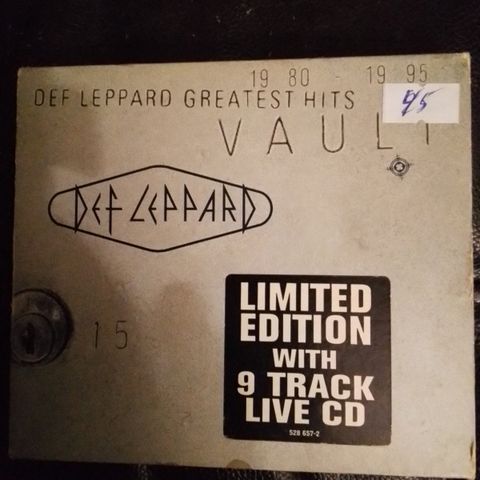 19 80 - 19 95
DEF LEPPARD GREATEST HITS
95
VAULT
DEF LEPPARD
15
LIMITED
EDITION
WITH
9 TRACK
LIVE CD
528 657-2